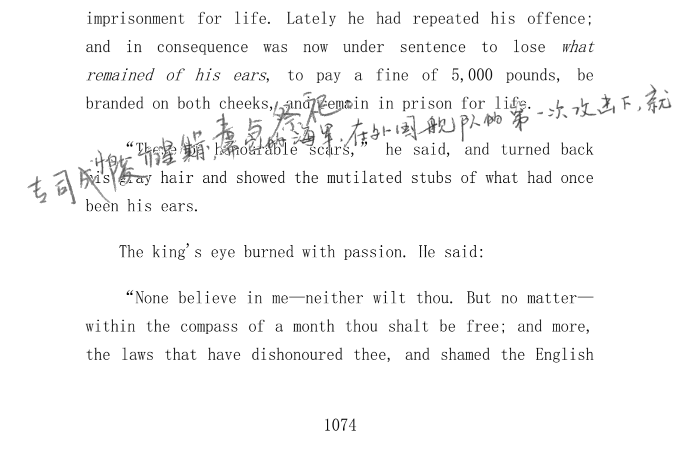 imprisonment for life. Lately he had repeated his offence;
and in consequence was now under sentence to lose what
remained of his ears, to pay a fine of 5,000 pounds, be
branded on both cheeks, and remain in prison for life.
“These be honourable scars,” he said, and turned back
his gray hair and showed the mutilated stubs of what had once
been his ears.
专司成陵 祭祀。
的海军,在外国舰队的第一次攻击下,就
The king's eye burned with passion. He said:
“None believe in me—neither wilt thou. But no matter—
within the compass of a month thou shalt be free; and more,
the laws that have dishonoured thee, and shamed the English
1074